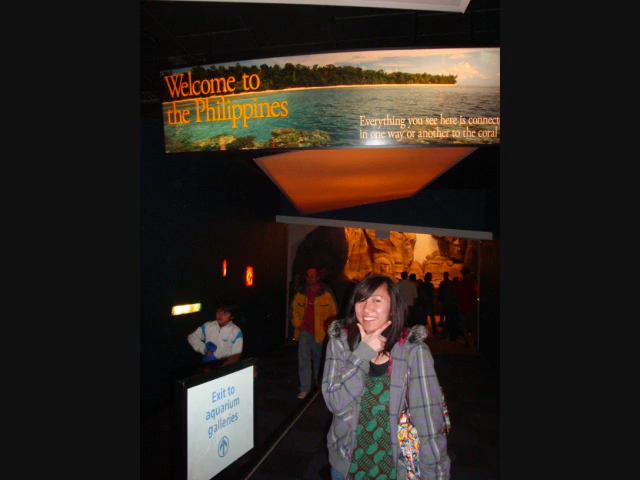 Welcome to
the Philippines
Everything you see here is connect
in one way or another to the coral
Exit to
aquarium
galleries